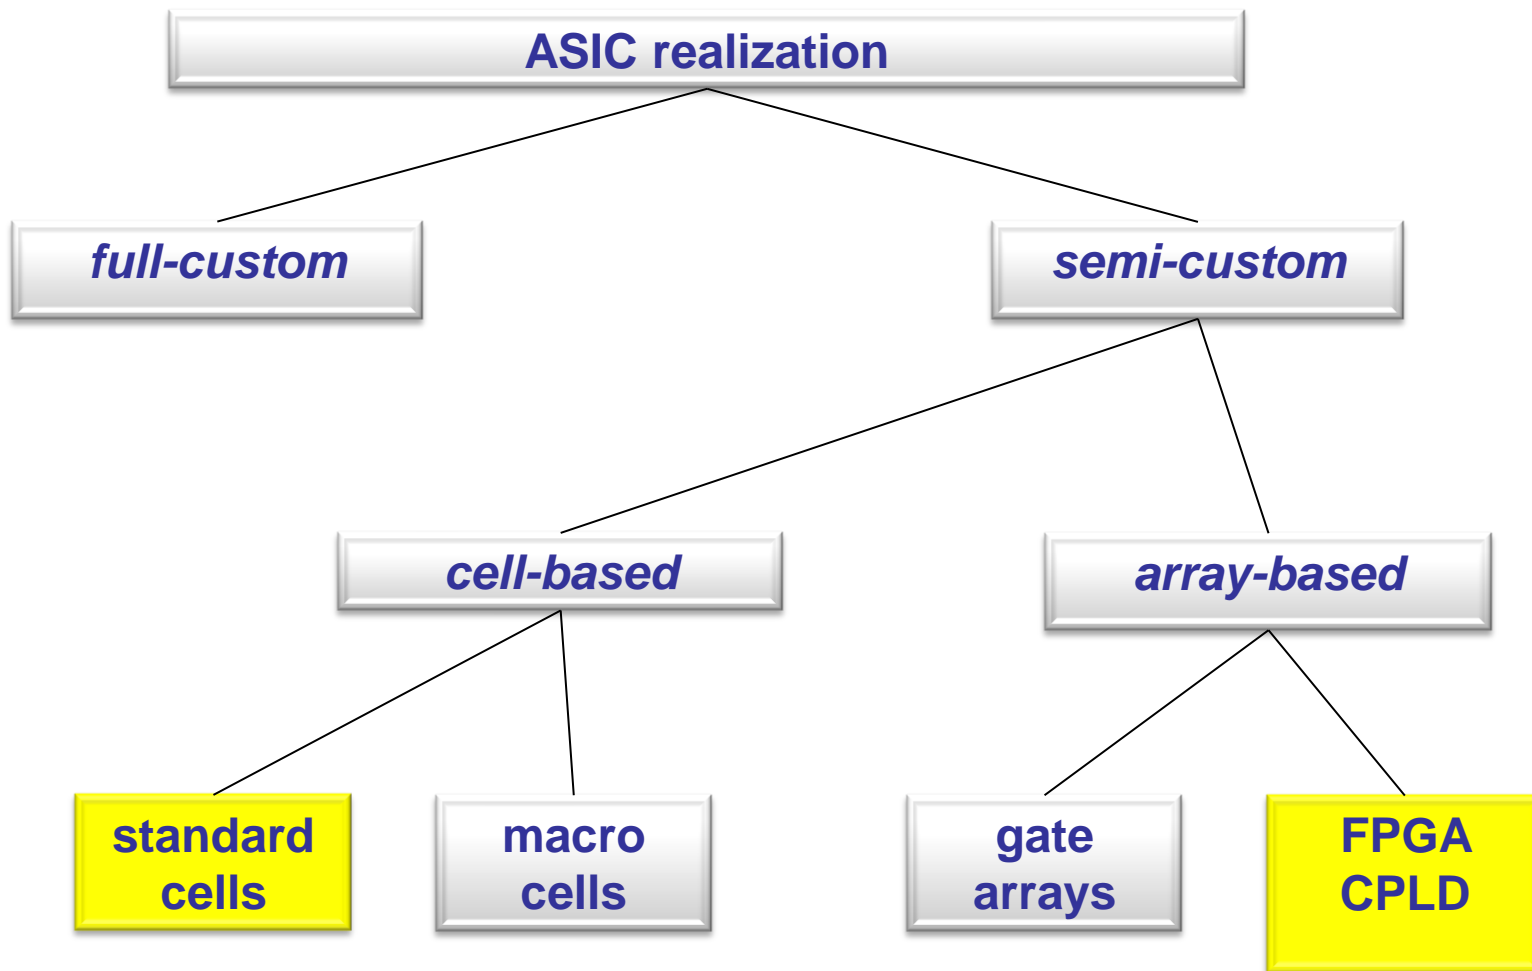 ASIC realization
full-custom
semi-custom
cell-based
array-based
standard
cells
macro
cells
gate
arrays
FPGA
CPLD